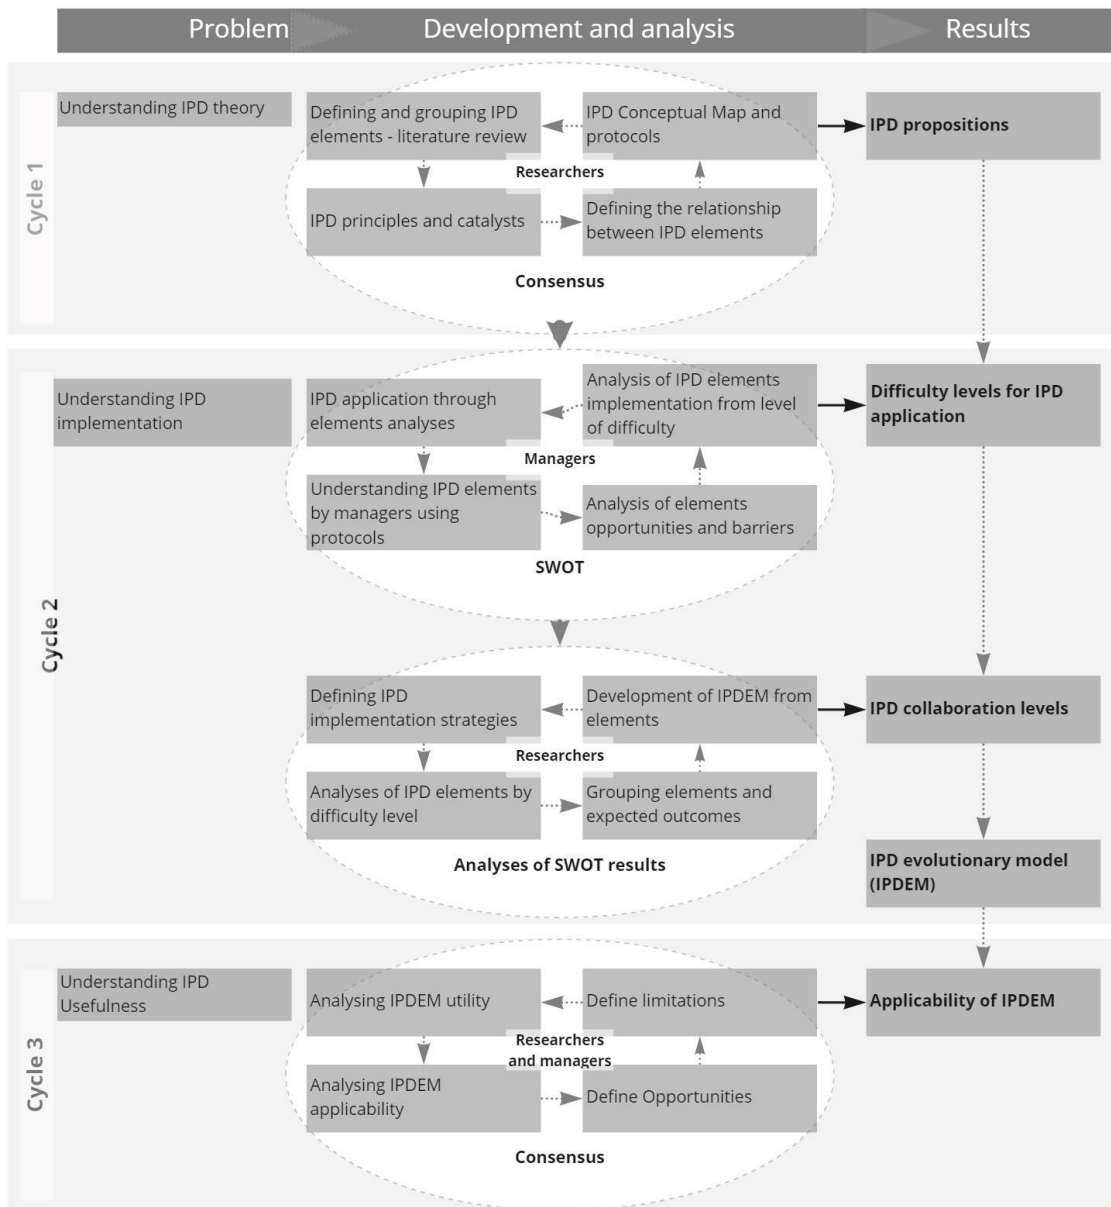 Problem
Development and analysis
Results
Cycle 1
Understanding IPD theory
Defining and grouping IPD
elements - literature review
IPD Conceptual Map and
protocols
IPD propositions
Researchers
IPD principles and catalysts
Defining the relationship
between IPD elements
Consensus
Cycle 2
Understanding IPD
implementation
IPD application through
elements analyses
Analysis of IPD elements
implementation from level
of difficulty
Difficulty levels for IPD
application
Managers
Understanding IPD elements
by managers using
protocols
Analysis of elements
opportunities and barriers
SWOT
Defining IPD
implementation strategies
Development of IPDEM from
elements
IPD collaboration levels
Researchers
Analyses of IPD elements by
difficulty level
Grouping elements and
expected outcomes
Analyses of SWOT results
IPD evolutionary model
(IPDEM)
Cycle 3
Understanding IPD
Usefulness
Analysing IPDEM utility
Define limitations
Applicability of IPDEM
Researchers
and managers
Analysing IPDEM
applicability
Define Opportunities
Consensus